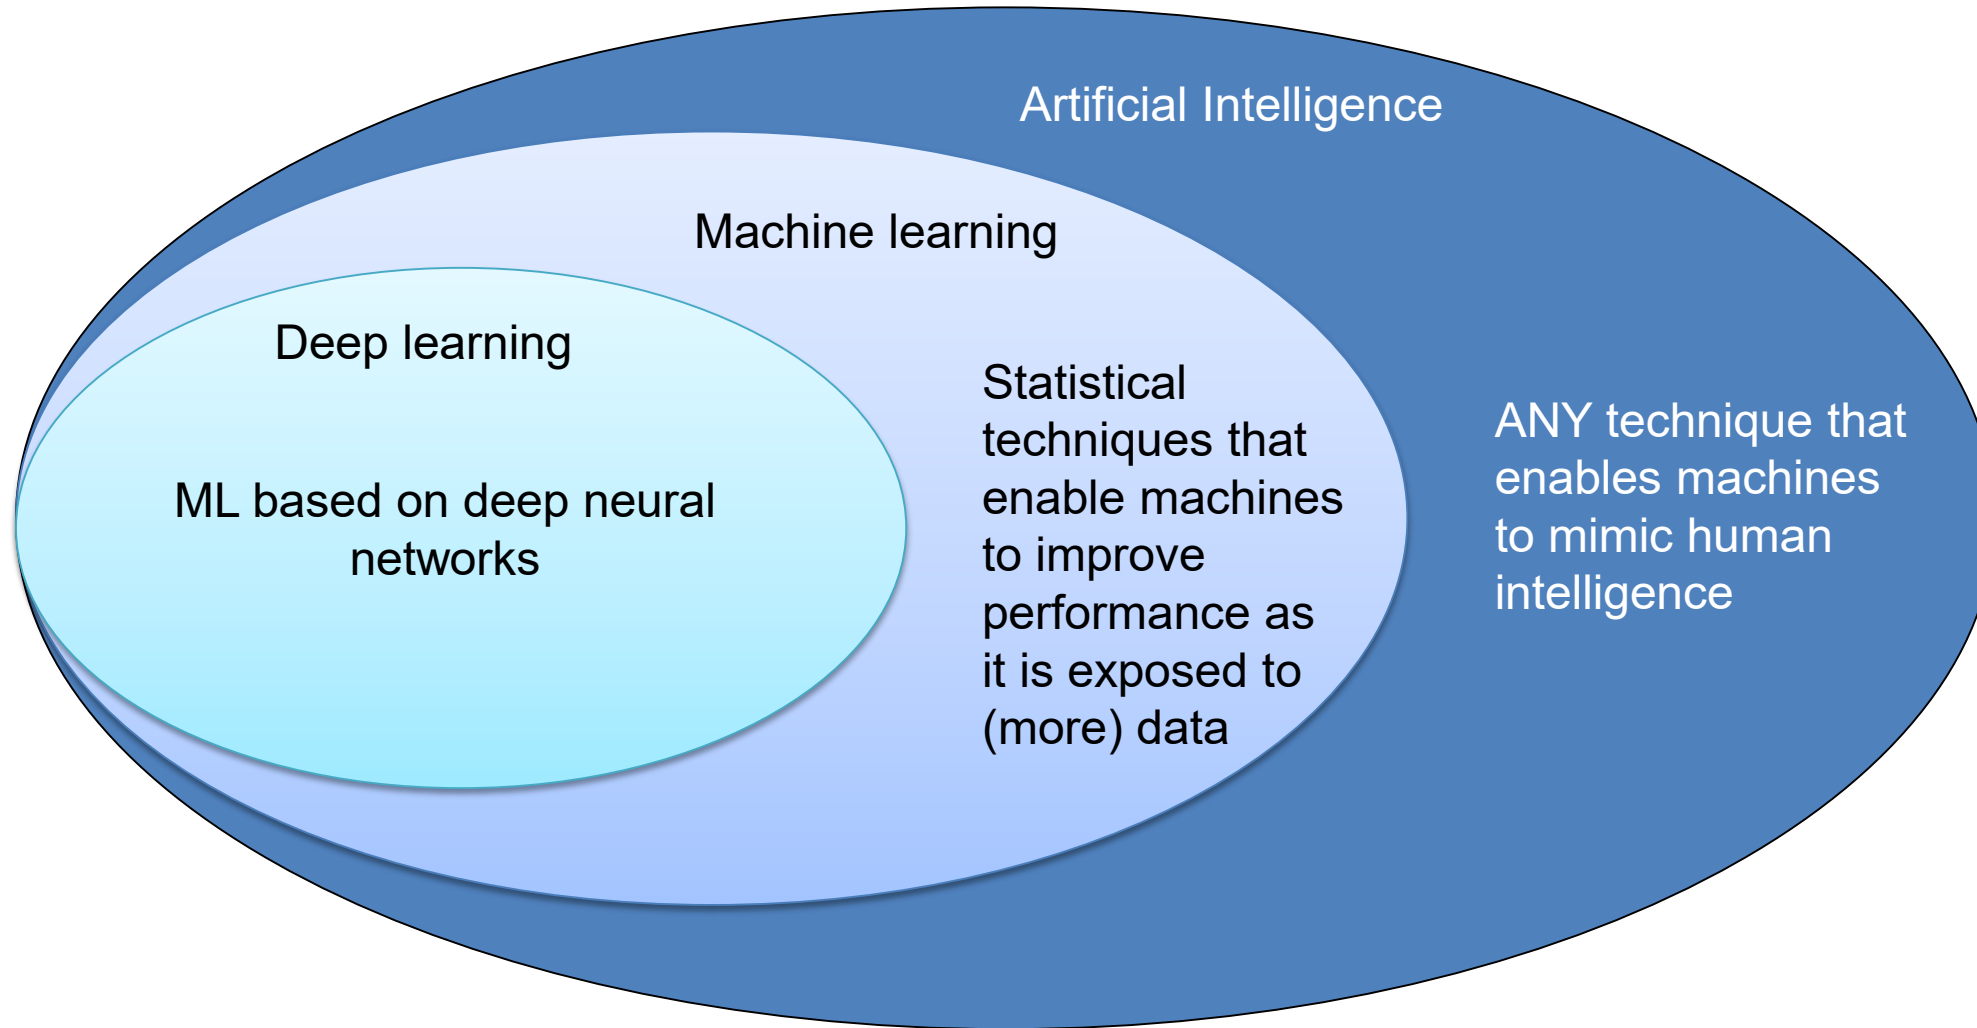 Artificial Intelligence
Machine learning
Deep learning
ML based on deep neural
networks
Statistical
techniques that
enable machines
to improve
performance as
it is exposed to
(more) data
ANY technique that
enables machines
to mimic human
intelligence